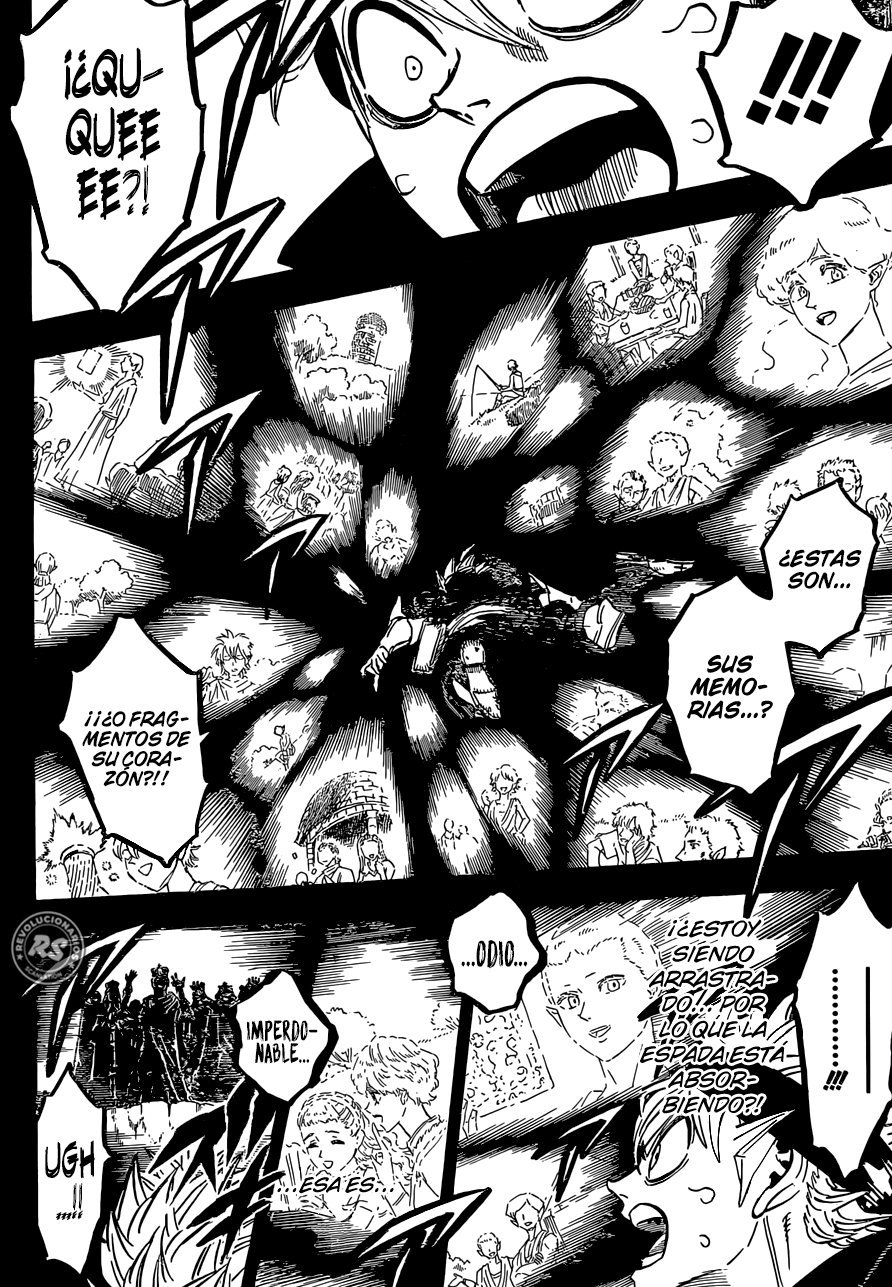 !!!
¡¿QU-
QUEE
EE?!
¿ESTAS
SON...
SUS
MEMO-
RIAS...?
¡¡¿O FRAG-
MENTOS DE
SU CORA-
ZÓN?!!
.........!!!
¡¿ESTOY
SIENDO
ARRASTRA-
DO!.. POR
LO QUE LA
ESPADA ESTÁ
ABSOR-
BIENDO?!
...ODIO...
IMPERDO-
NABLE...
...ESA ES...
UGH
...!!
REVOLUCIONARIOS
RS